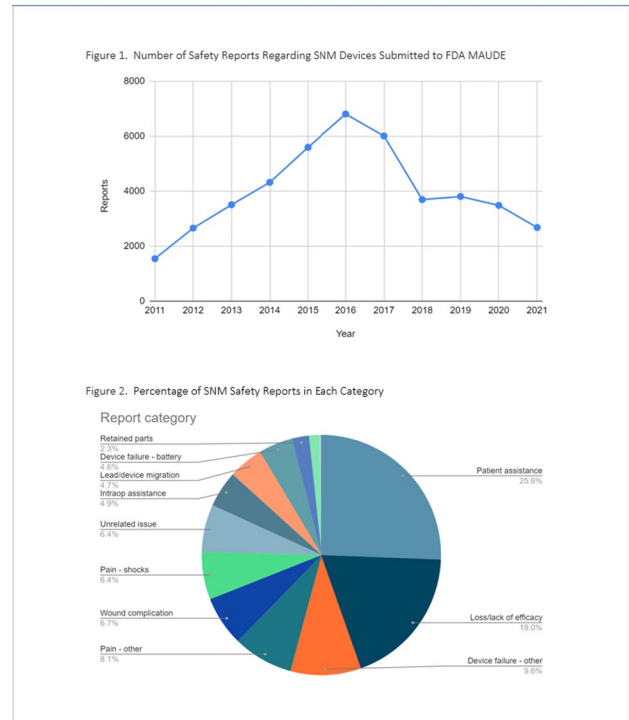 Figure 1. Number of Safety Reports Regarding SNM Devices Submitted to FDA MAUDE
8000
6000
4000
2000
0
Reports
2011 2012 2013 2014 2015 2016 2017 2018 2019 2020 2021
Year
Figure 2. Percentage of SNM Safety Reports in Each Category
Report category
Retained parts
2.3%
Device failure - battery
4.6%
Lead/device migration
4.7%
Intraop assistance
4.9%
Unrelated issue
6.4%
Pain - shocks
6.4%
Wound complication
6.7%
Pain - other
8.1%
Patient assistance
25.6%
Loss/lack of efficacy
19.0%
Device failure - other
9.6%